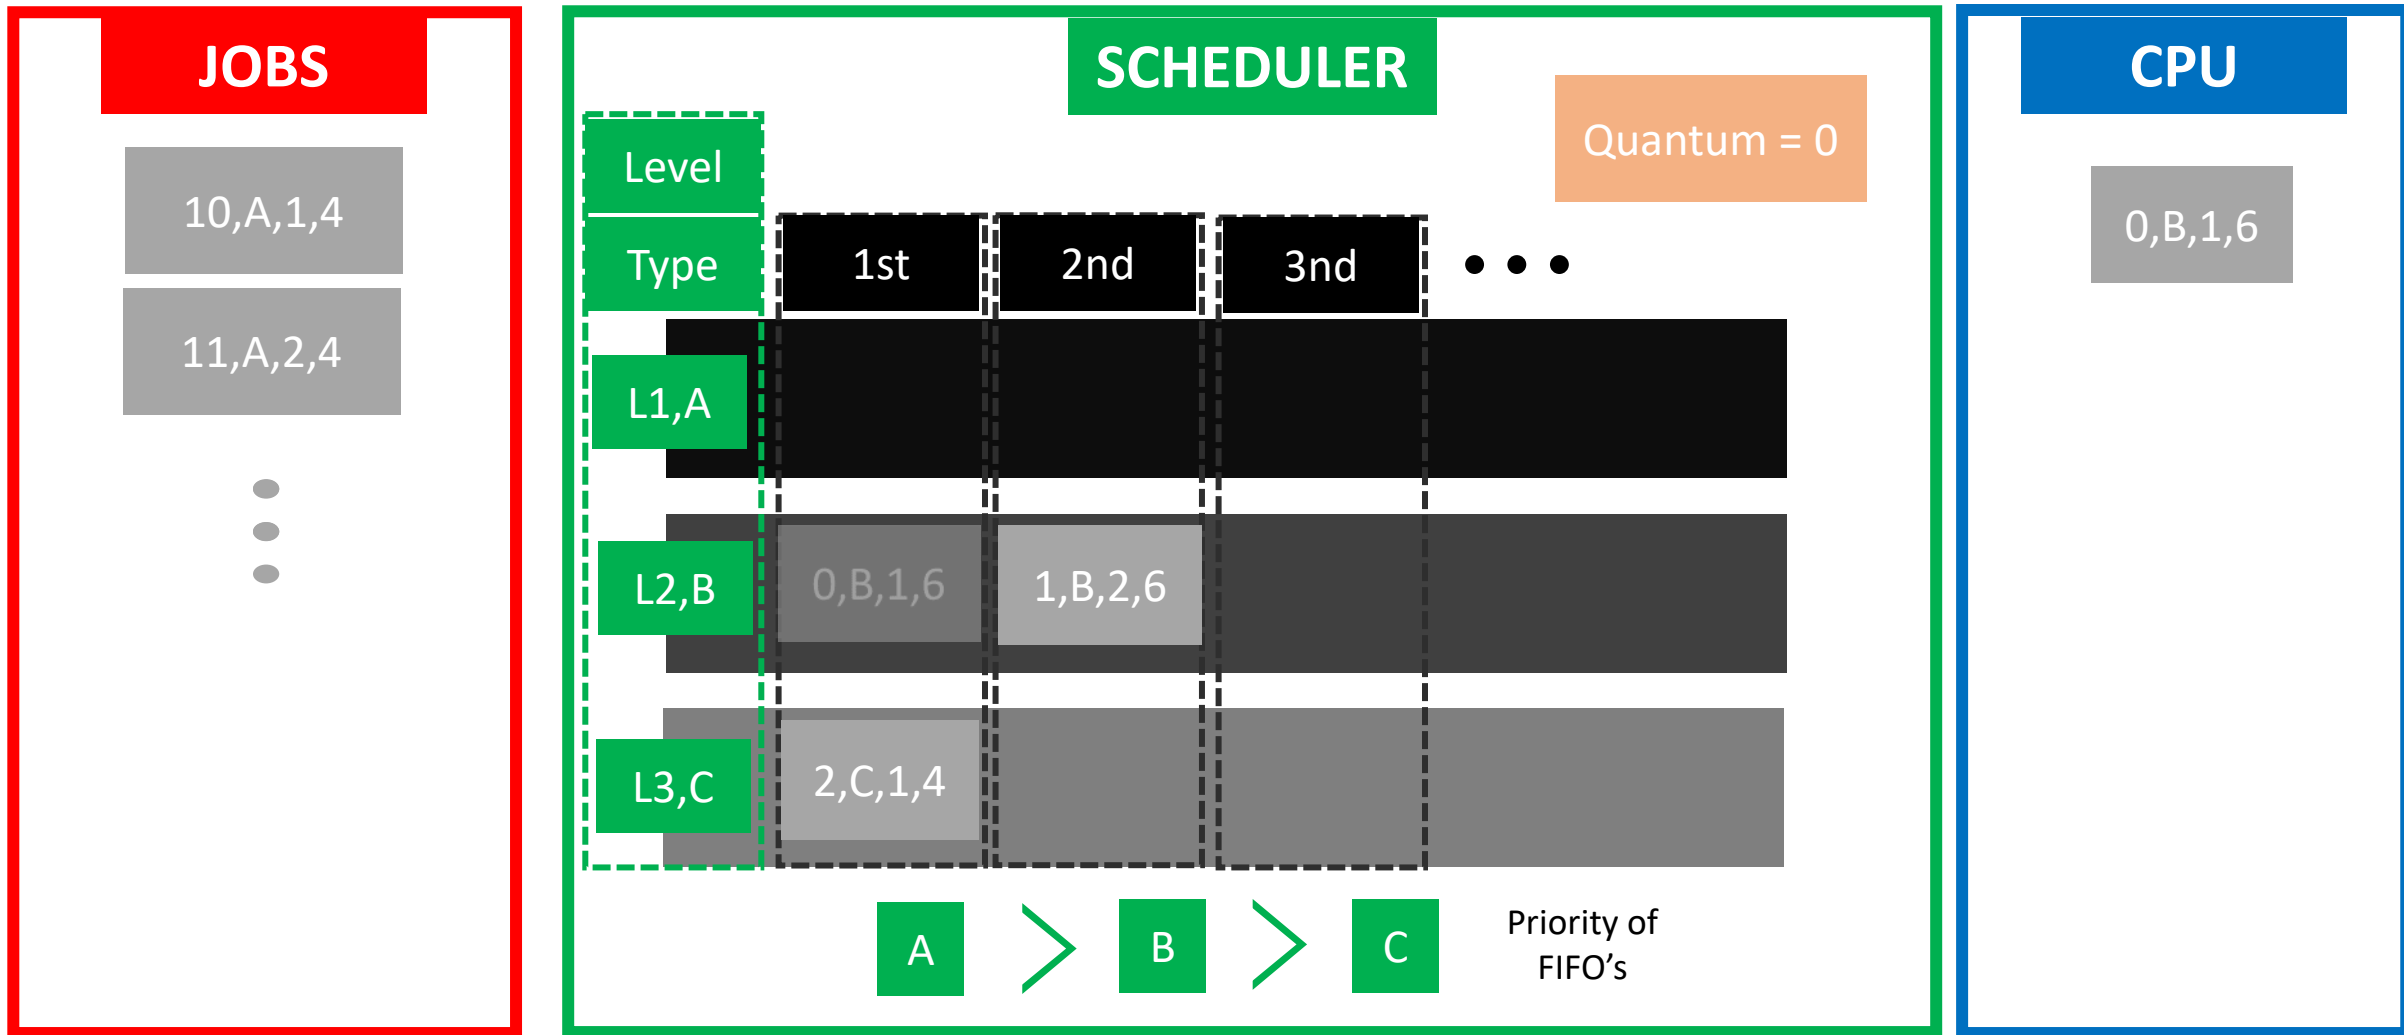 JOBS
10,A,1,4
11,A,2,4
SCHEDULER
Quantum = 0
Level
Type
1st
2nd
3nd
L1,A
L2,B
0,B,1,6
1,B,2,6
L3,C
2,C,1,4
A
B
C
Priority of
FIFO’s
CPU
0,B,1,6